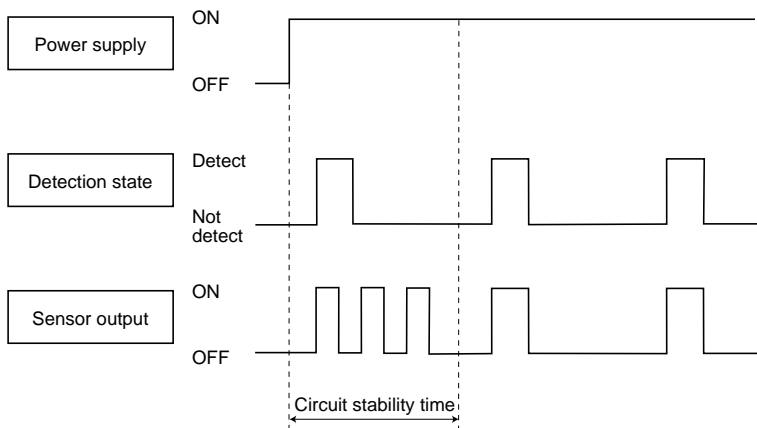 ON
Power supply
OFF
Detect
Detection state
Not
detect
ON
Sensor output
OFF
Circuit stability time